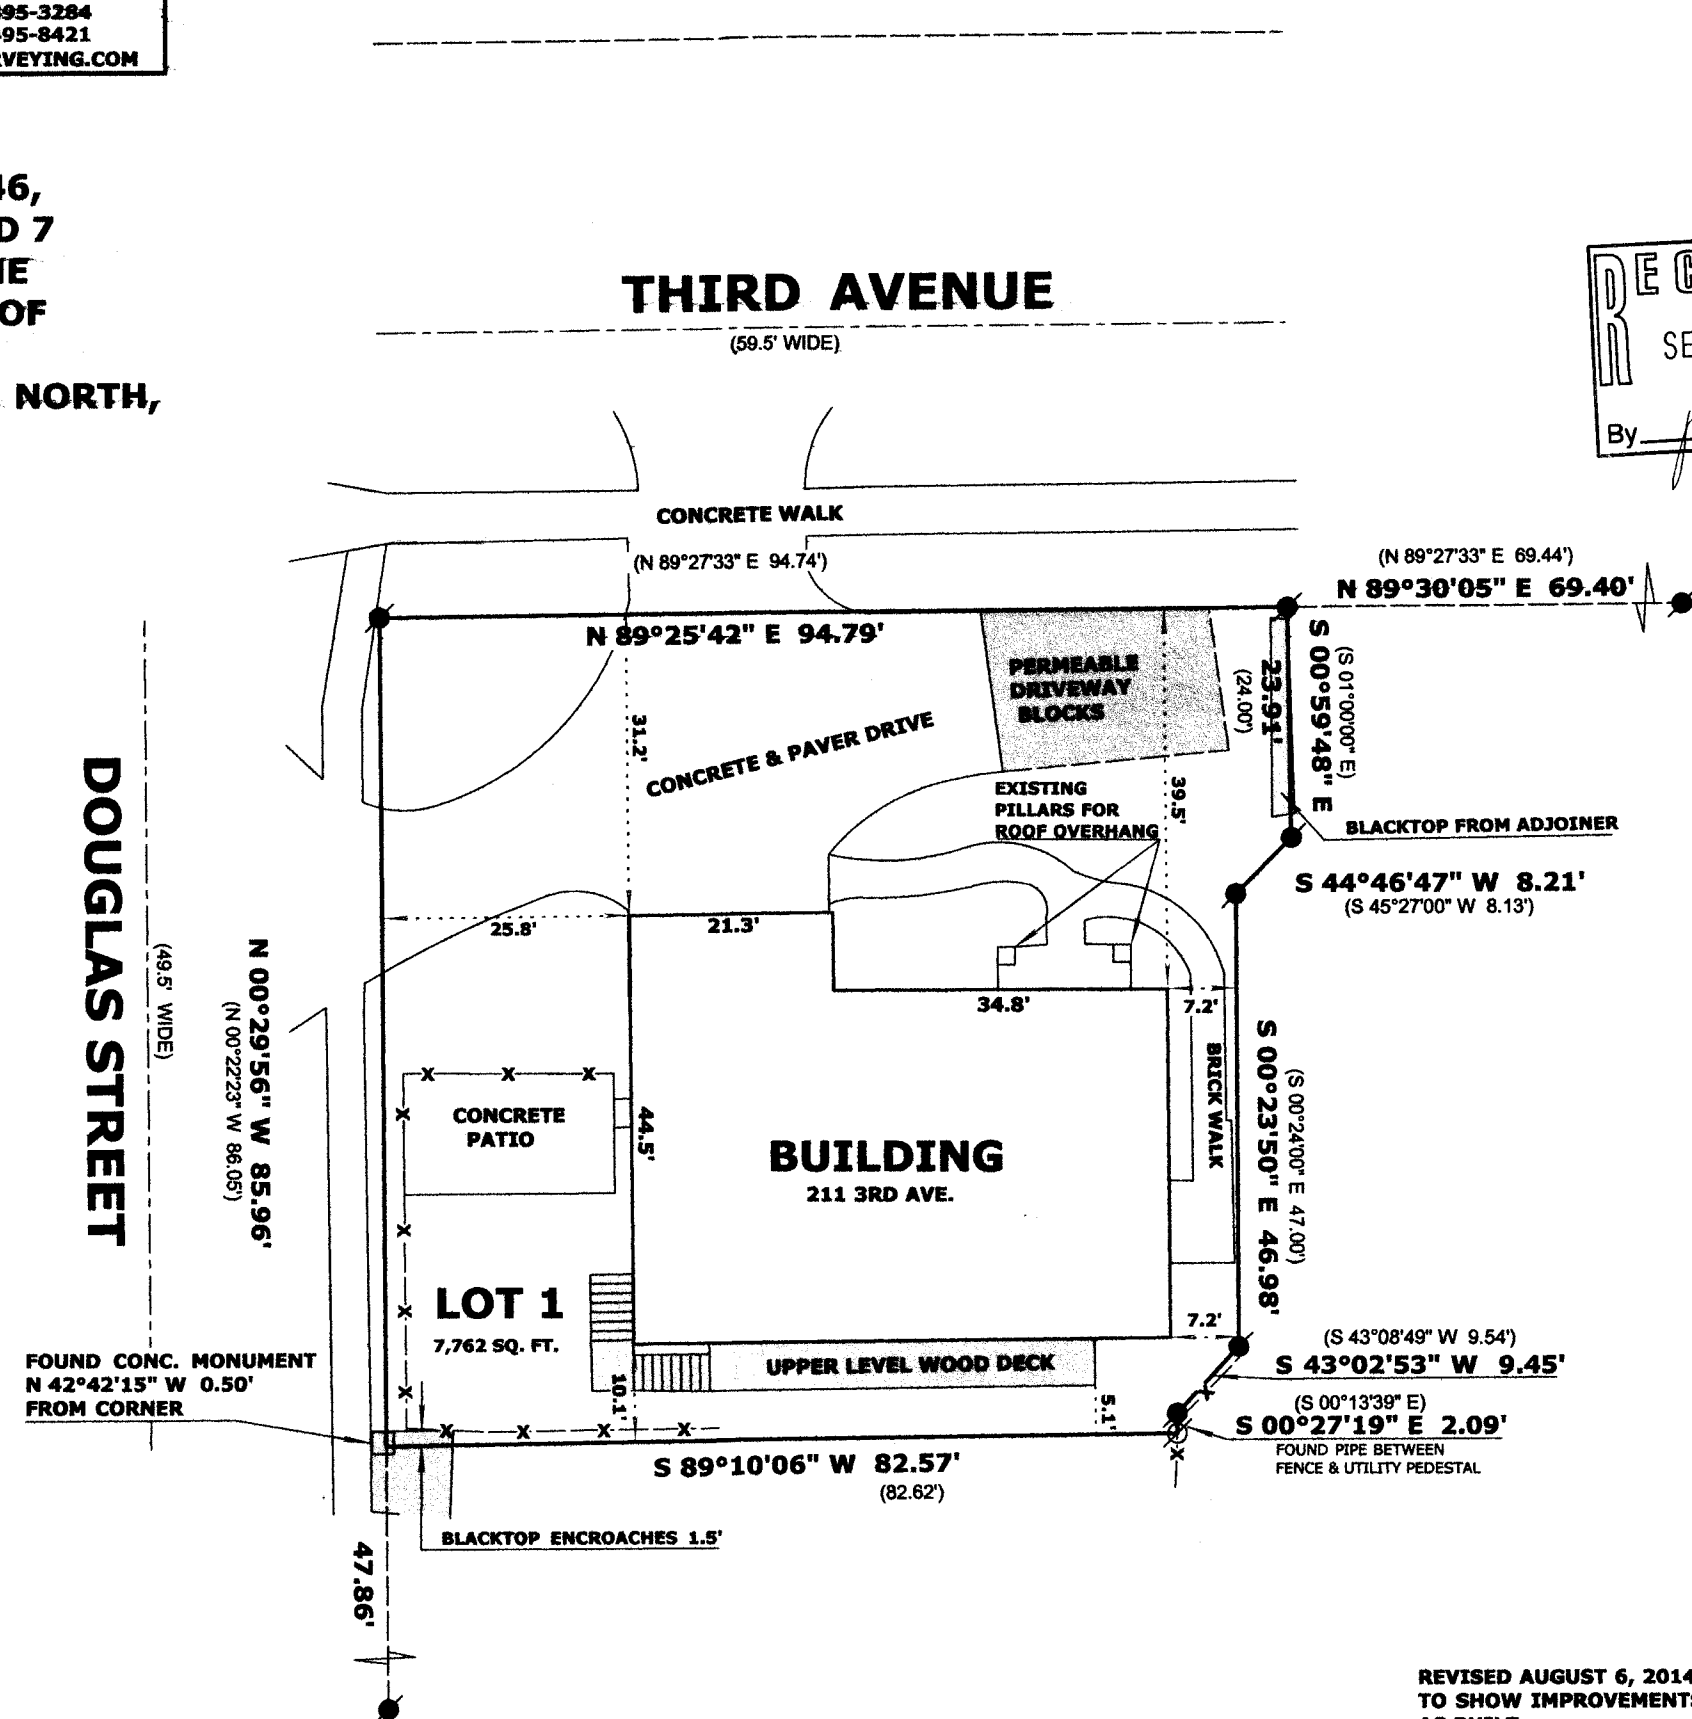 895-3284
495-8421
RVEYING.COM
46,
D 7
HE
OF
NORTH,
THIRD AVENUE
(59.5' WIDE)
RE C
SE
By
CONCRETE WALK
(N 89°27'33" E 94.74')
(N 89°27'33" E 69.44')
N 89°30'05" E 69.40'
N 89°25'42" E 94.79'
PERMEABLE
DRIVEWAY
BLOCKS
23.91'
(24.00')
S 00°59'48" E
(S 01°00'00" E)
31.2'
CONCRETE & PAVER DRIVE
39.5'
EXISTING
PILLARS FOR
ROOF OVERHANG
BLACKTOP FROM ADJOINER
S 44°46'47" W 8.21'
(S 45°27'00" W 8.13')
DOUGLAS STREET
(49.5' WIDE)
N 00°29'56" W 85.96'
(N 00°22'23" W 86.05')
25.8'
21.3'
34.8'
7.2'
BRICK WALK
S 00°23'50" E 46.98'
(S 00°24'00" E 47.00')
X X X
X
CONCRETE
PATIO
44.5'
BUILDING
211 3RD AVE.
X
LOT 1
7,762 SQ. FT.
X
7.2'
(S 43°08'49" W 9.54')
S 43°02'53" W 9.45'
UPPER LEVEL WOOD DECK
FOUND CONC. MONUMENT
N 42°42'15" W 0.50'
FROM CORNER
X
10.1'
5.1'
X
(S 00°13'39" E)
S 00°27'19" E 2.09'
X X X X
X
FOUND PIPE BETWEEN
FENCE & UTILITY PEDESTAL
S 89°10'06" W 82.57'
(82.62')
BLACKTOP ENCROACHES 1.5'
47.86'
REVISED AUGUST 6, 2014
TO SHOW IMPROVEMENTS